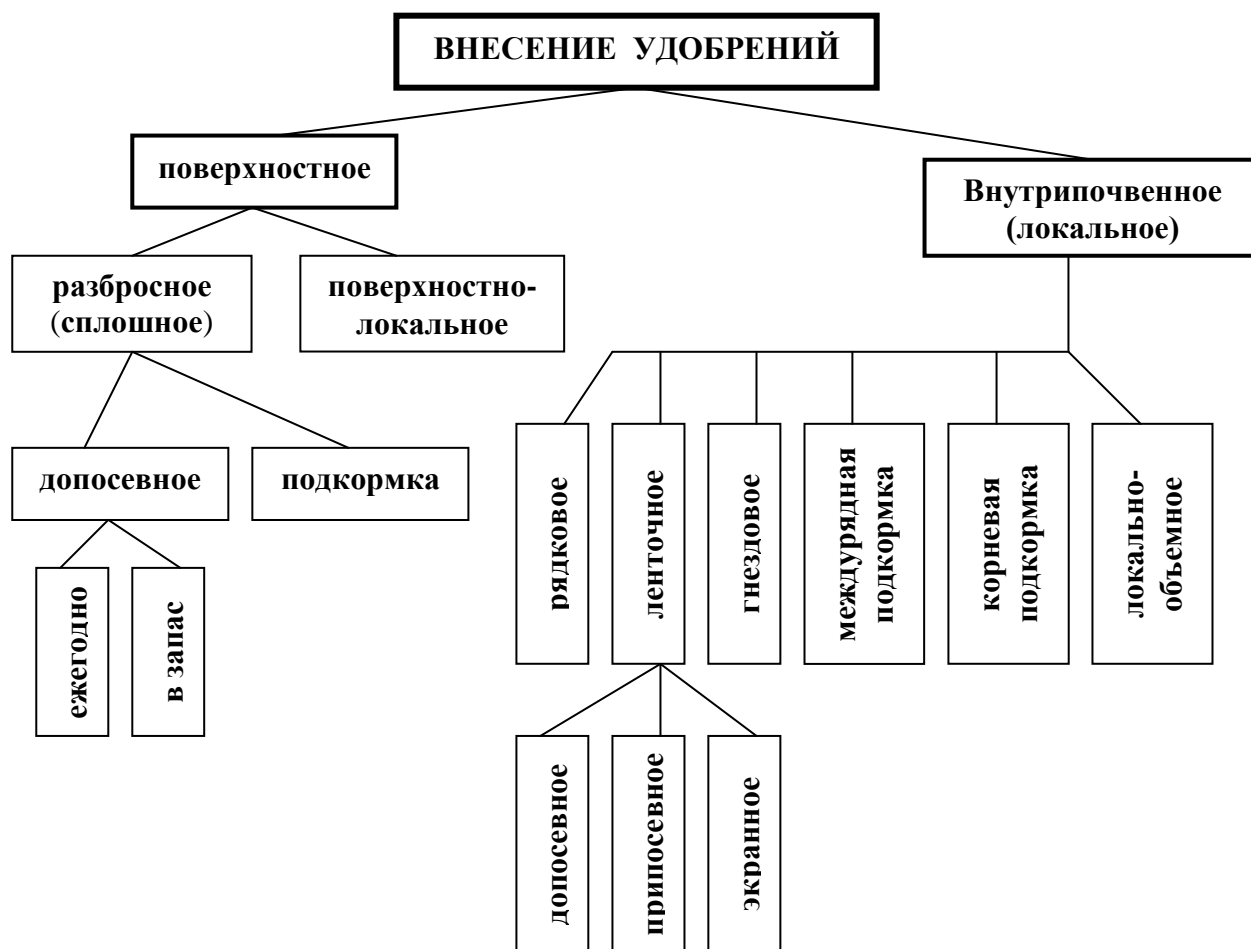 ВНЕСЕНИЕ УДОБРЕНИЙ
поверхностное
Внутрипочвенное
(локальное)
разбросное
(сплошное)
поверхностно-
локальное
допосевное
подкормка
ежегодно
в запас
рядковое
ленточное
гнездовое
междурядная
подкормка
корневая
подкормка
локально-
объемное
допосевное
припосевное
экранное